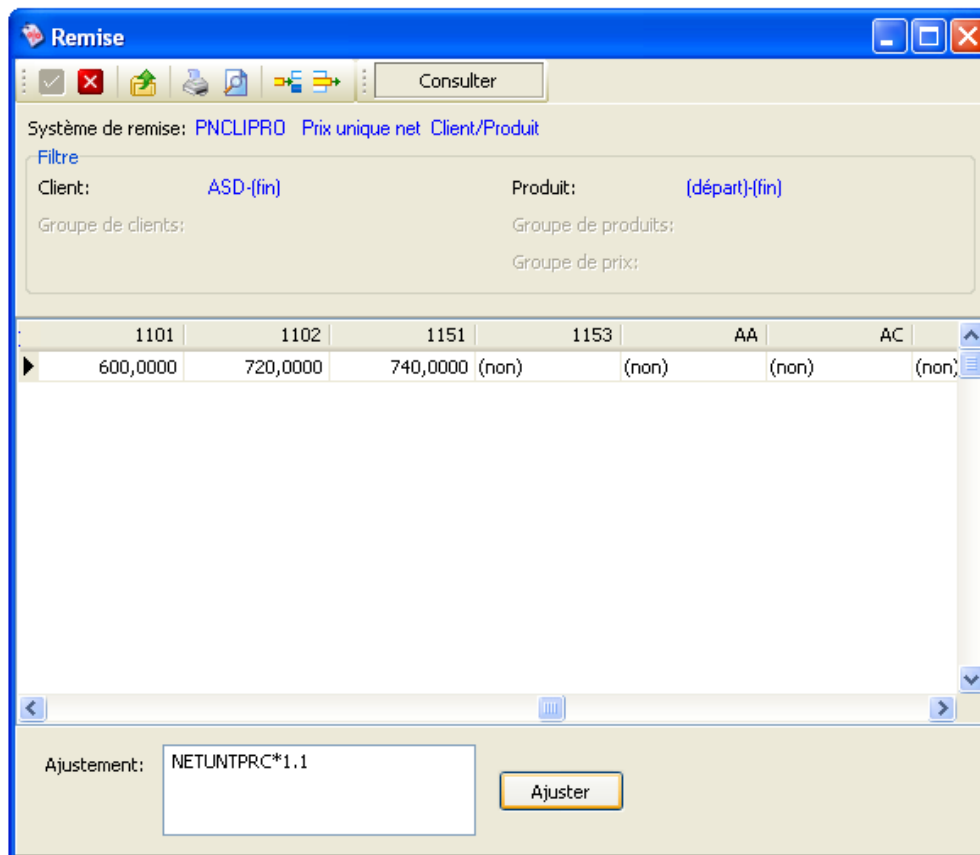 Remise
Consulter
Système de remise: PNCLIPRO Prix unique net Client/Produit
Filtre
Client: ASD-(fin) Produit: (départ)-(fin)
Groupe de clients: Groupe de produits:
Groupe de prix:
1101 1102 1151 1153 AA AC
600,0000 720,0000 740,0000 (non) (non) (non) (non)
Ajustement: NETUNTPRC*1.1 Ajuster